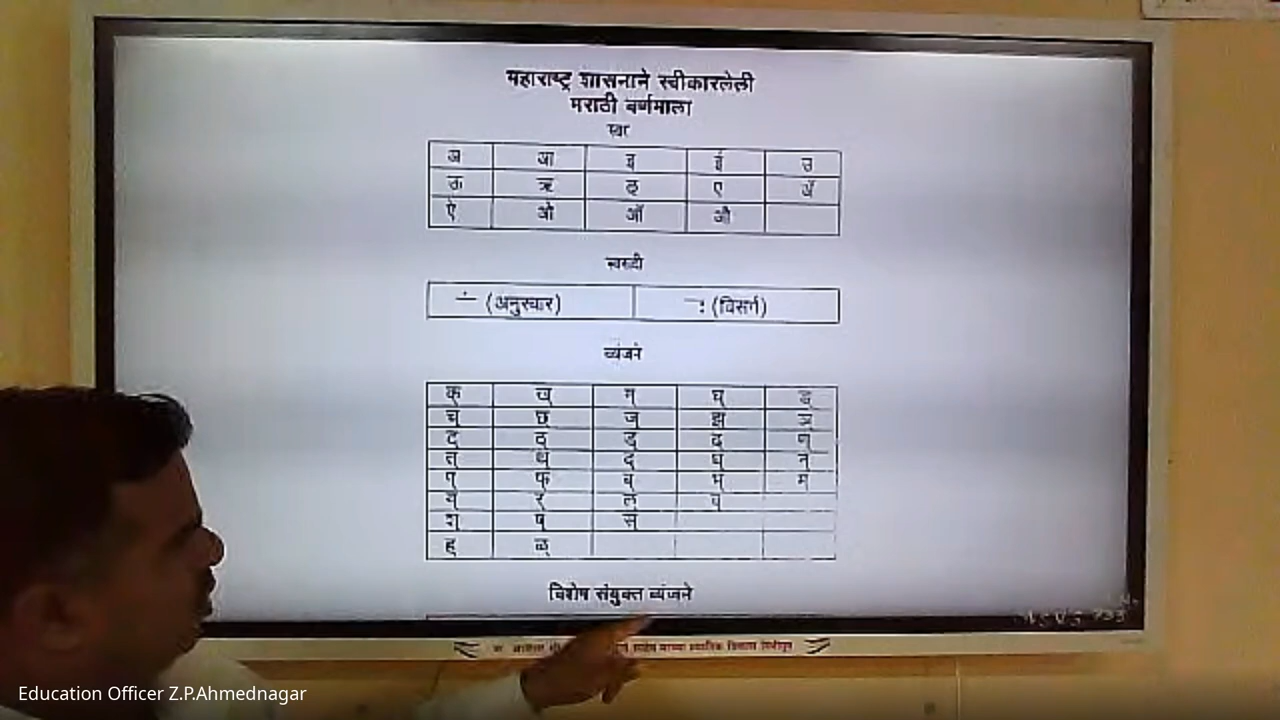 महाराष्ट्र शासनाने स्वीकारलेली
मराठी वर्णमाला
स्वर
अ आ इ ई उ
ऊ ऋ ऌ ए ॲ
ऐ ओ ऑ औ
स्वरादी
ं (अनुस्वार) ः (विसर्ग)
व्यंजने
क् ख् ग् घ् ङ्
च् छ् ज् झ् ञ्
ट् ठ् ड् ढ् ण्
त् थ् द् ध् न्
प् फ् ब् भ् म्
य् र् ल् व्
श् ष् स्
ह् ळ्
विशेष संयुक्त व्यंजने
Education Officer Z.P.Ahmednagar